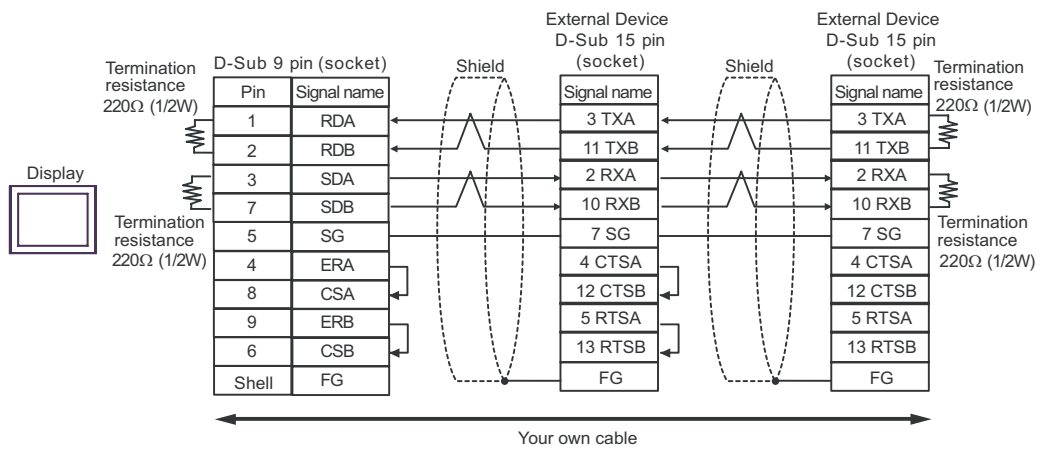 External Device
D-Sub 15 pin
(socket)
External Device
D-Sub 15 pin
(socket)
Termination
resistance
220Ω (1/2W)
D-Sub 9 pin (socket)
Shield
Shield
Termination
resistance
220Ω (1/2W)
Pin Signal name
Signal name
Signal name
1 RDA
3 TXA
3 TXA
2 RDB
11 TXB
11 TXB
Display
3 SDA
2 RXA
2 RXA
7 SDB
10 RXB
10 RXB
Termination
resistance
220Ω (1/2W)
Termination
resistance
220Ω (1/2W)
5 SG
7 SG
7 SG
4 ERA
4 CTSA
4 CTSA
8 CSA
12 CTSB
12 CTSB
9 ERB
5 RTSA
5 RTSA
6 CSB
13 RTSB
13 RTSB
Shell FG
FG
FG
Your own cable